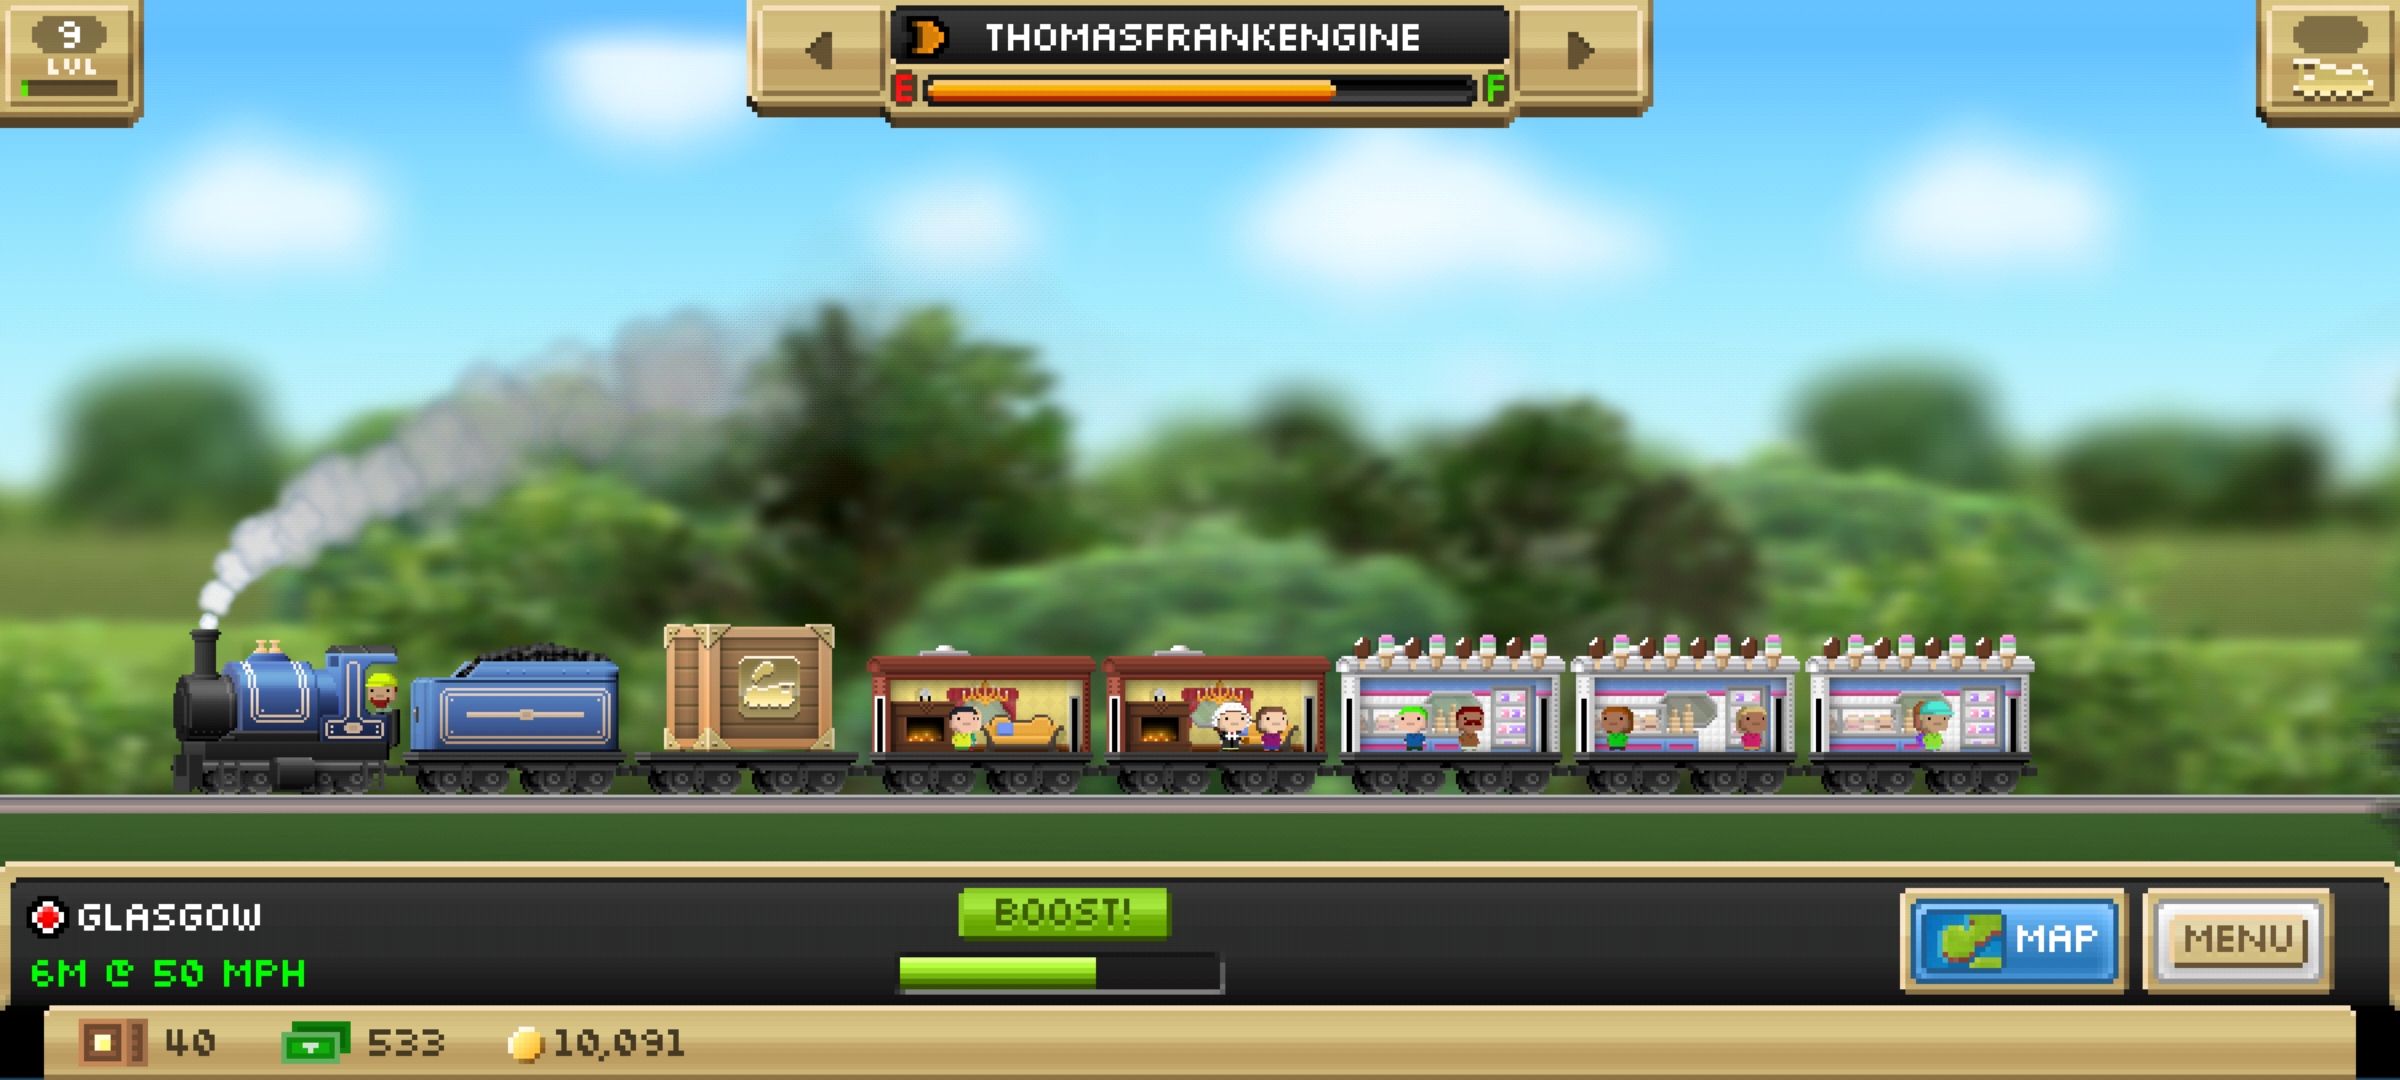 9
LVL
THOMASFRANKENGINE
E F
GLASGOW
6M @ 50 MPH
BOOST!
MAP
MENU
40
533
10,091